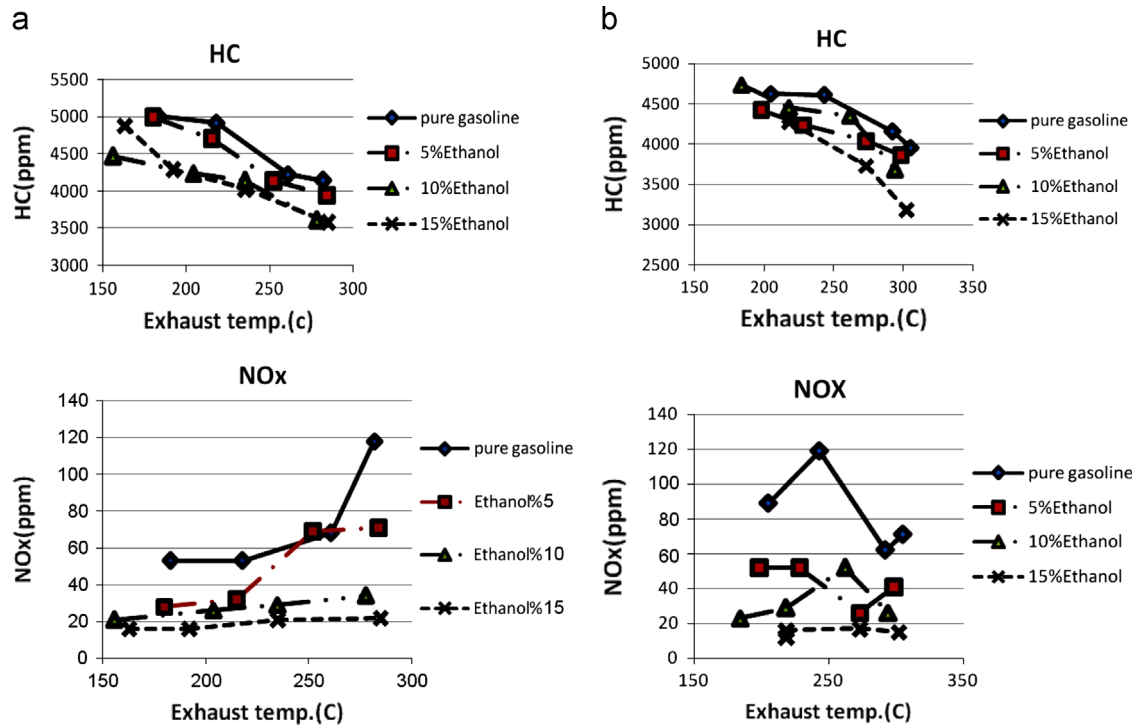 a
HC
5500
5000
4500
4000
3500
3000
HC(ppm)
150
200
250
300
Exhaust temp.(c)
pure gasoline
5%Ethanol
10%Ethanol
15%Ethanol
b
HC
5000
4500
4000
3500
3000
2500
HC(ppm)
150
200
250
300
350
Exhaust temp.(C)
pure gasoline
5%Ethanol
10%Ethanol
15%Ethanol
NOx
140
120
100
80
60
40
20
0
NOx(ppm)
150
200
250
300
Exhaust temp.(C)
pure gasoline
Ethanol%5
Ethanol%10
Ethanol%15
NOX
140
120
100
80
60
40
20
0
NOx(ppm)
150
250
350
Exhaust temp.(C)
pure gasoline
5%Ethanol
10%Ethanol
15%Ethanol